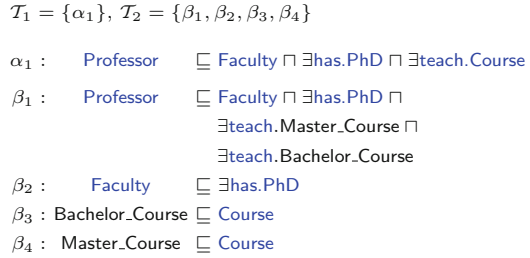 𝒯₁ = {α₁}, 𝒯₂ = {β₁, β₂, β₃, β₄}
α₁ : Professor ⊑ Faculty ⊓ ∃has.PhD ⊓ ∃teach.Course
β₁ : Professor ⊑ Faculty ⊓ ∃has.PhD ⊓
∃teach.Master_Course ⊓
∃teach.Bachelor_Course
β₂ : Faculty ⊑ ∃has.PhD
β₃ : Bachelor_Course ⊑ Course
β₄ : Master_Course ⊑ Course